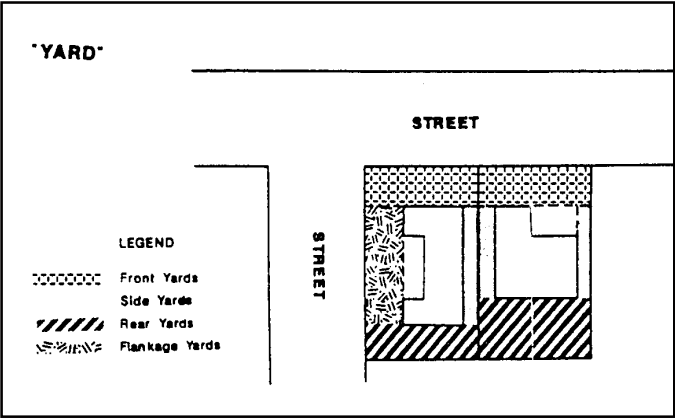 "YARD"
STREET
STREET
LEGEND
Front Yards
Side Yards
Rear Yards
Flankage Yards